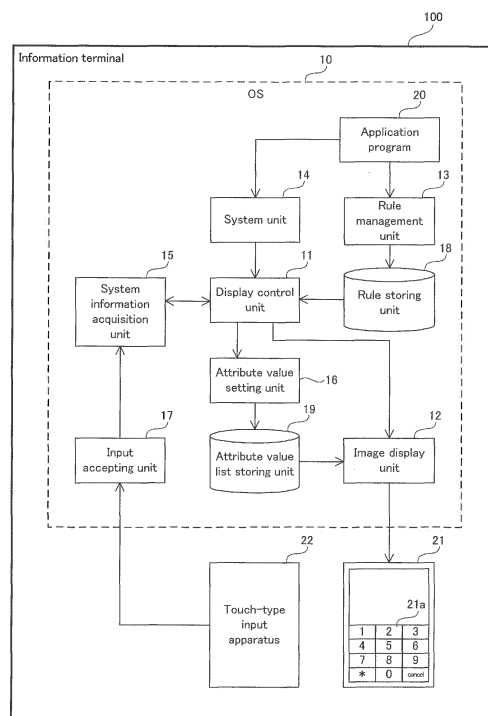 100
Information terminal
10
OS
20
Application
program
14
13
System unit
Rule
management
unit
15
11
18
System
information
acquisition
unit
Display control
unit
Rule storing
unit
Attribute value
setting unit
16
17
19
12
Input
accepting unit
Attribute value
list storing unit
Image display
unit
22
21
Touch-type
input
apparatus
21a
1 2 3
4 5 6
7 8 9
* 0 cancel